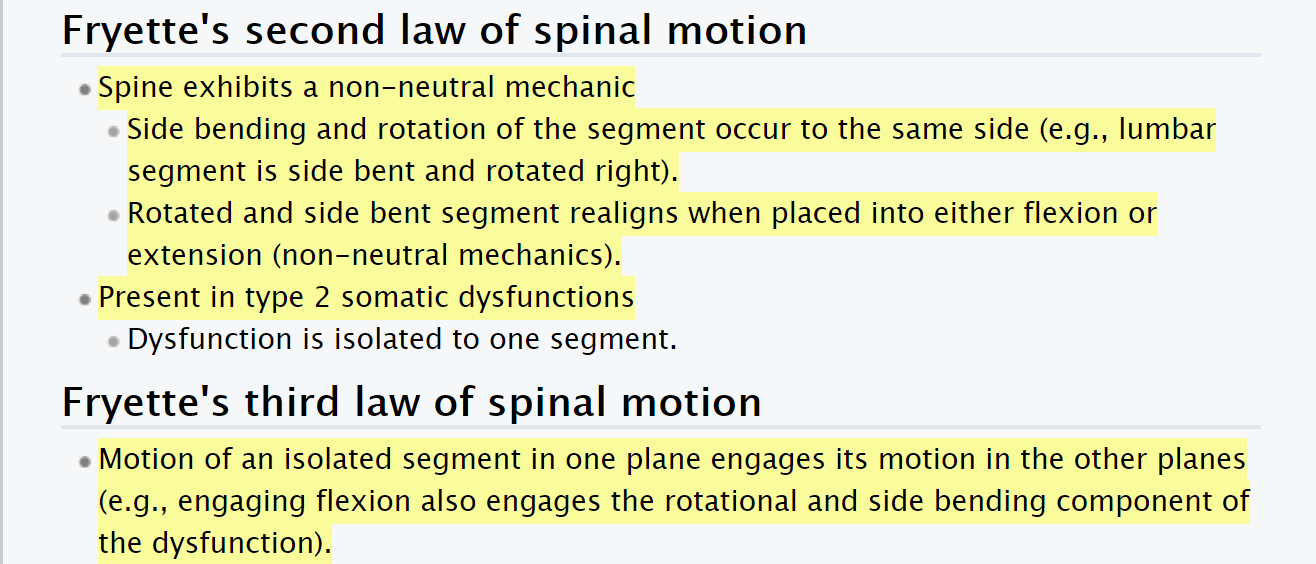 Fryette's second law of spinal motion
Spine exhibits a non-neutral mechanic
Side bending and rotation of the segment occur to the same side (e.g., lumbar
segment is side bent and rotated right).
Rotated and side bent segment realigns when placed into either flexion or
extension (non-neutral mechanics).
Present in type 2 somatic dysfunctions
Dysfunction is isolated to one segment.
Fryette's third law of spinal motion
Motion of an isolated segment in one plane engages its motion in the other planes
(e.g., engaging flexion also engages the rotational and side bending component of
the dysfunction).